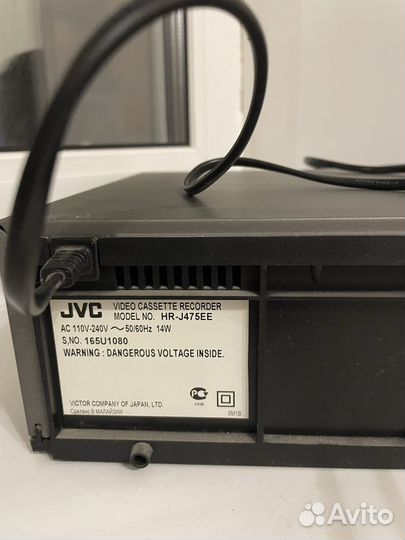 JVC VIDEO CASSETTE RECORDER
MODEL NO. HR-J475EE
AC 110V-240V ~ 50/60Hz 14W
S.NO. 165U1080
WARNING : DANGEROUS VOLTAGE INSIDE.
VICTOR COMPANY OF JAPAN, LTD.
Сделано В МАЛАЙЗИИ
0M1B
Avito